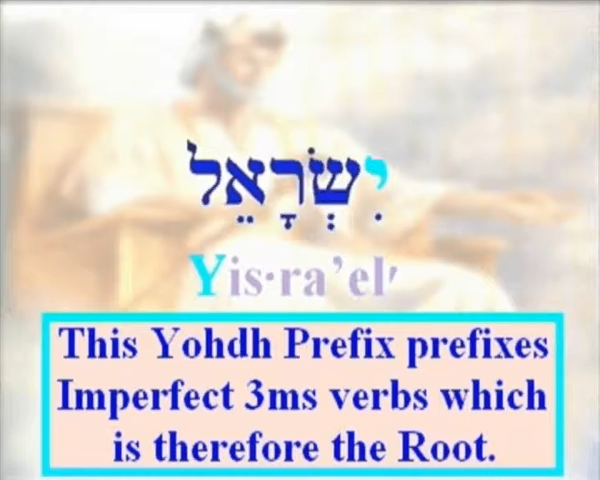 יִשְׂרָאֵל
Yis·ra’el′
This Yohdh Prefix prefixes
Imperfect 3ms verbs which
is therefore the Root.